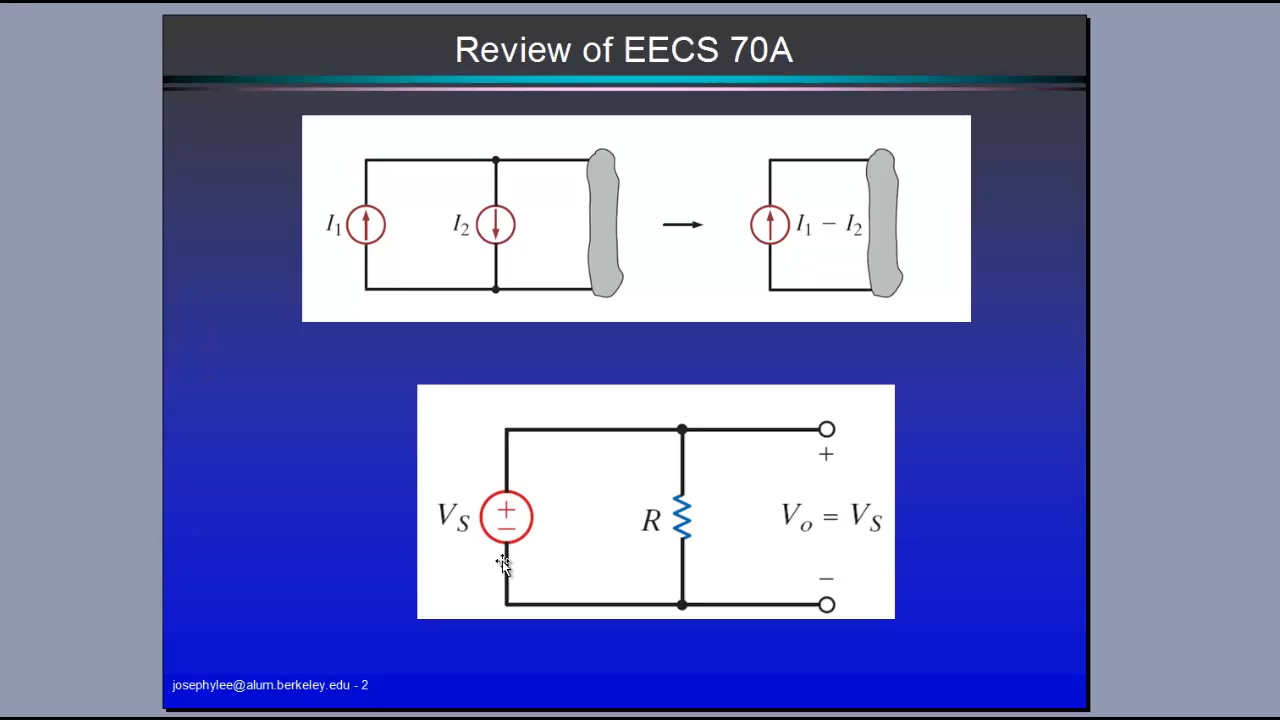 Review of EECS 70A
I1 I2 I1 − I2
+
VS + − R Vo = VS
−
josephylee@alum.berkeley.edu - 2